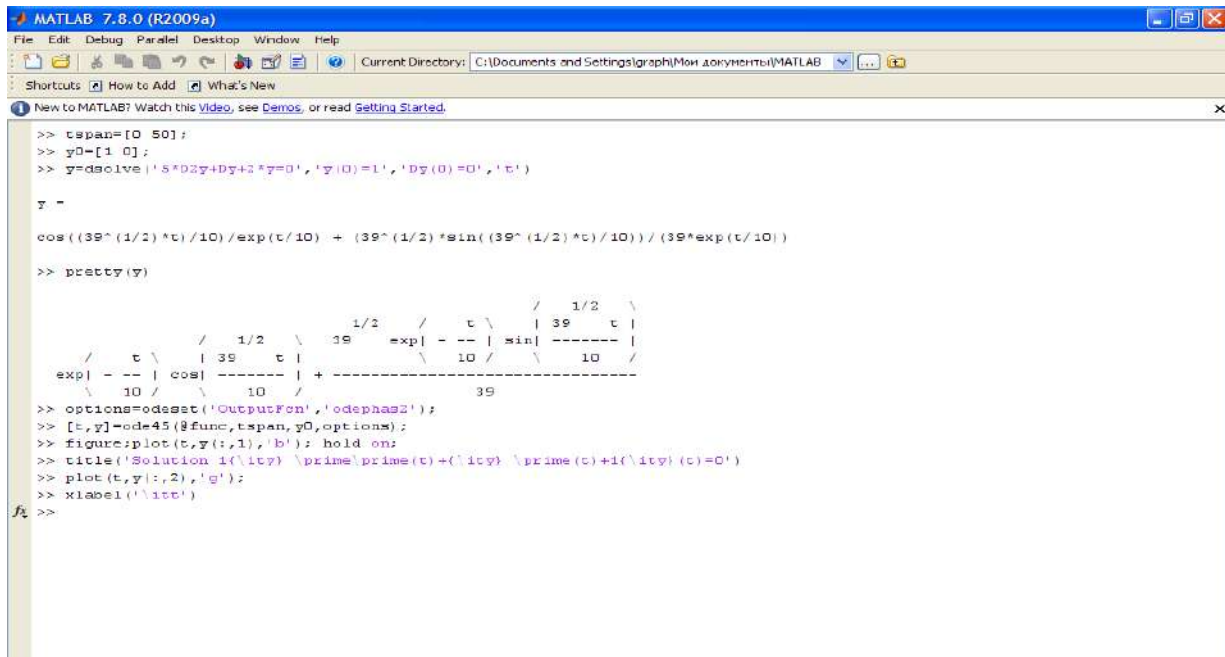 MATLAB 7.8.0 (R2009a)
File Edit Debug Parallel Desktop Window Help
Current Directory: C:\Documents and Settings\graph\Мои документы\MATLAB
Shortcuts How to Add What's New
New to MATLAB? Watch this Video, see Demos, or read Getting Started.
>> tspan=[0 50];
>> y0=[1 0];
>> y=dsolve('5*D2y+Dy+2*y=0','y(0)=1','Dy(0)=0','t')
y =
cos((39^(1/2)*t)/10)/exp(t/10) + (39^(1/2)*sin((39^(1/2)*t)/10))/(39*exp(t/10))
>> pretty(y)
/ 1/2 \
1/2 / t \ | 39 t |
/ 1/2 \ 39 exp| - -- | sin| ------- |
/ t \ | 39 t | \ 10 / \ 10 /
exp| - -- | cos| ------- | + ---------------------------------
\ 10 / \ 10 / 39
>> options=odeset('OutputFcn','odephas2');
>> [t,y]=ode45(@func,tspan,y0,options);
>> figure;plot(t,y(:,1),'b'); hold on;
>> title('Solution 1{\ity} \prime\prime(t)+{\ity} \prime(t)+1{\ity}(t)=0')
>> plot(t,y(:,2),'g');
>> xlabel('\itt')
fx >>